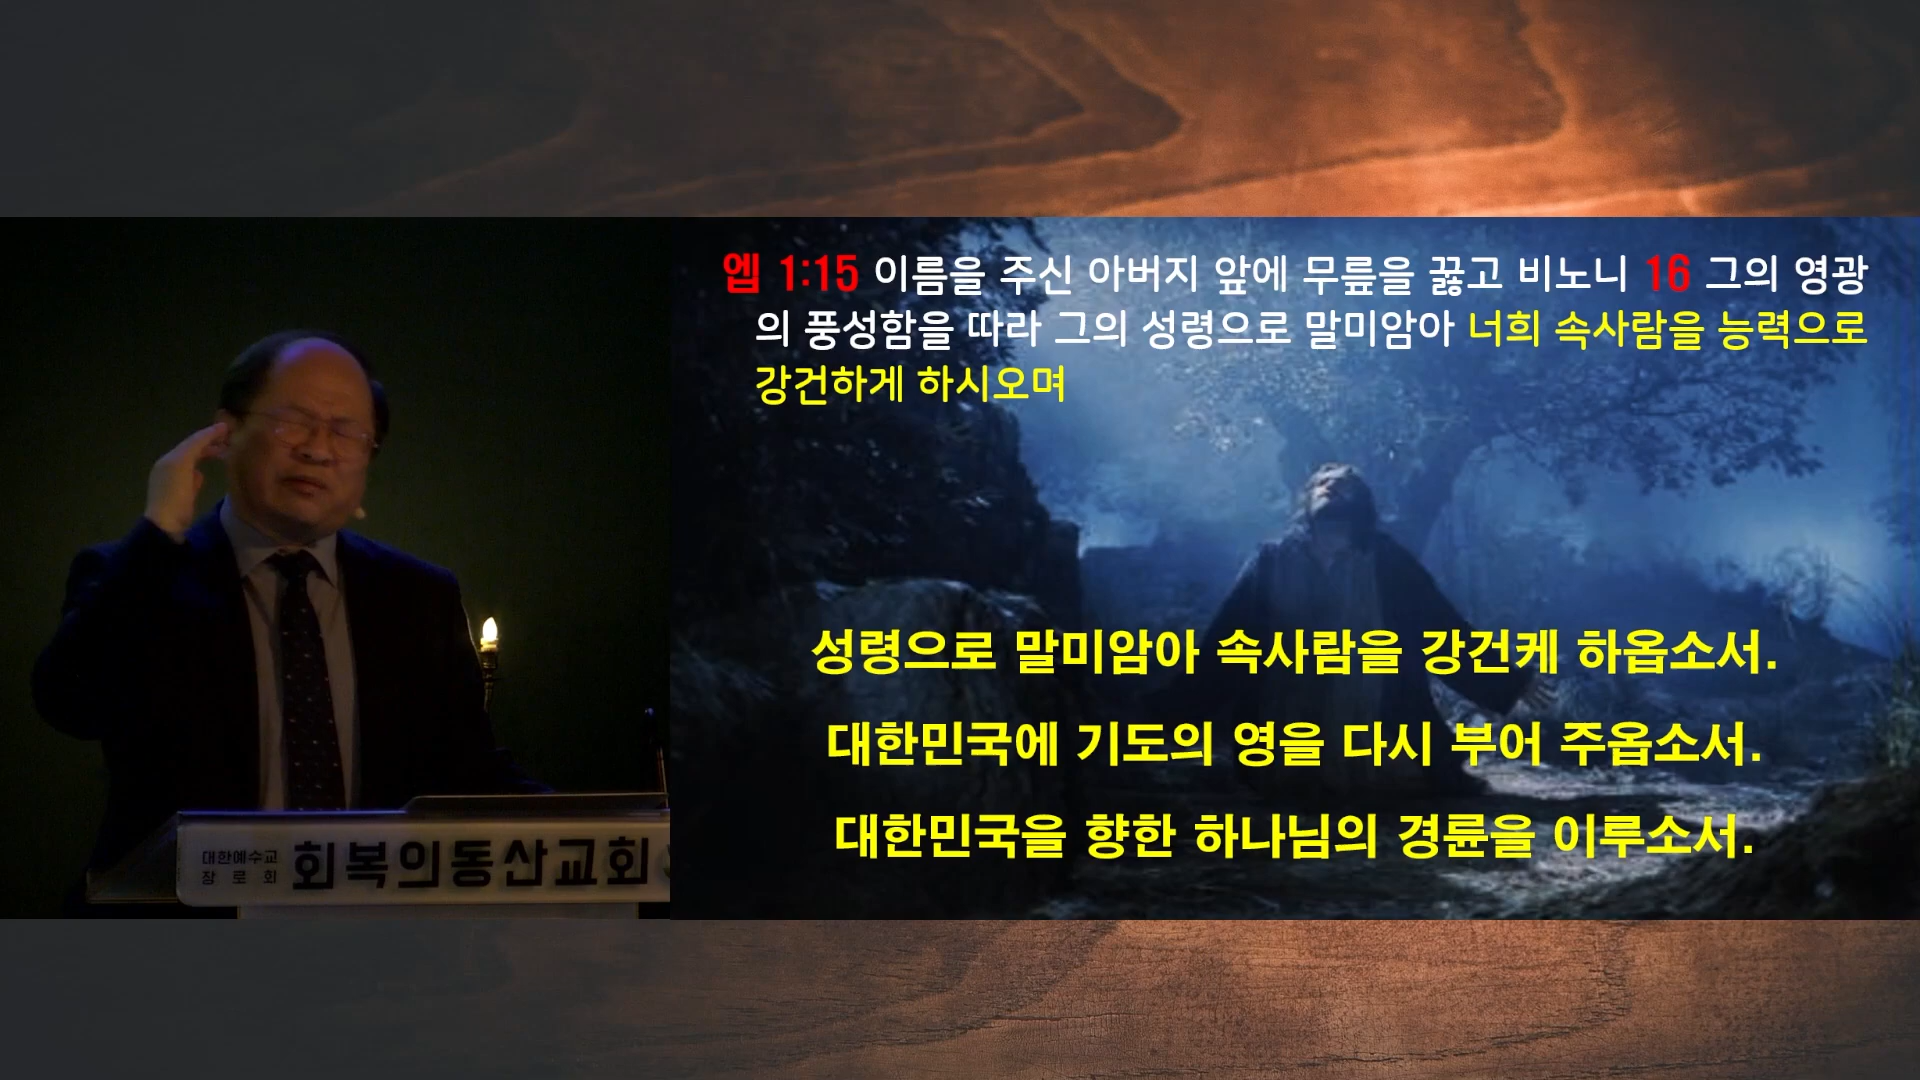 엡 1:15 이름을 주신 아버지 앞에 무릎을 꿇고 비노니 16 그의 영광
의 풍성함을 따라 그의 성령으로 말미암아 너희 속사람을 능력으로
강건하게 하시오며
성령으로 말미암아 속사람을 강건케 하옵소서.
대한민국에 기도의 영을 다시 부어 주옵소서.
대한민국을 향한 하나님의 경륜을 이루소서.
대한예수교
장로회
회복의동산교회